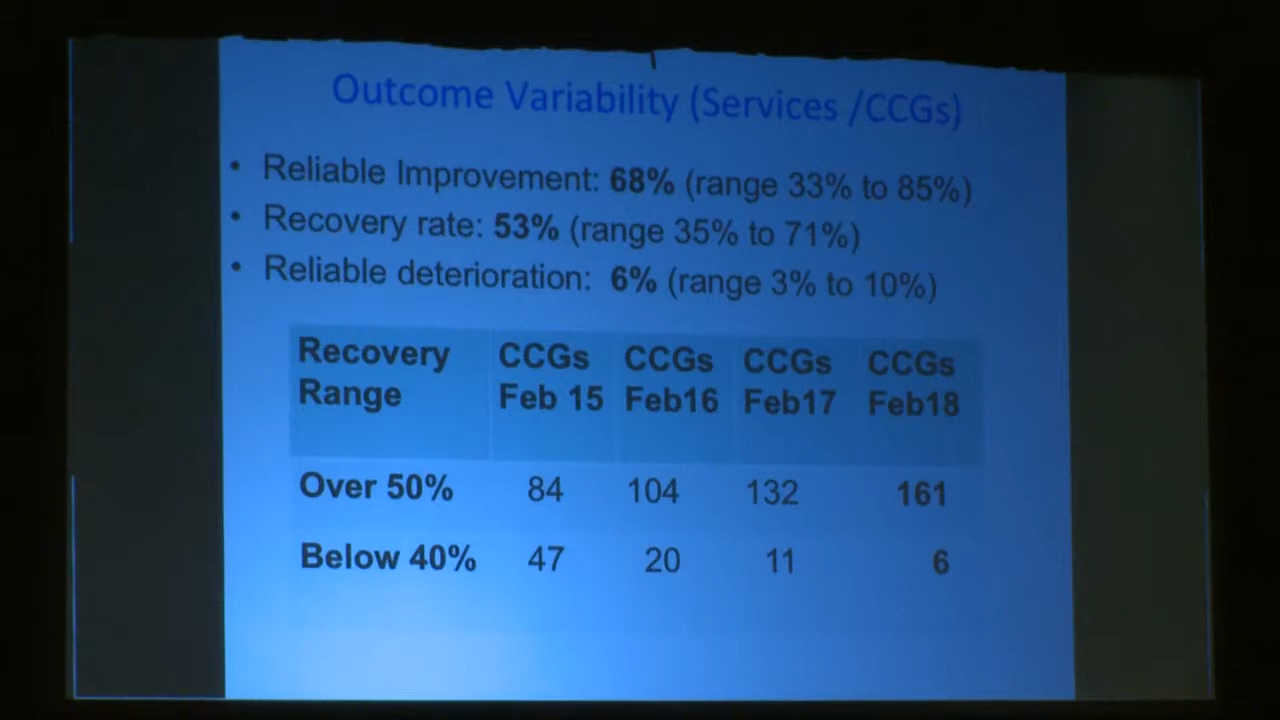 Outcome Variability (Services /CCGs)
• Reliable Improvement: 68% (range 33% to 85%)
• Recovery rate: 53% (range 35% to 71%)
• Reliable deterioration: 6% (range 3% to 10%)
Recovery Range CCGs Feb 15 CCGs Feb16 CCGs Feb17 CCGs Feb18
Over 50% 84 104 132 161
Below 40% 47 20 11 6